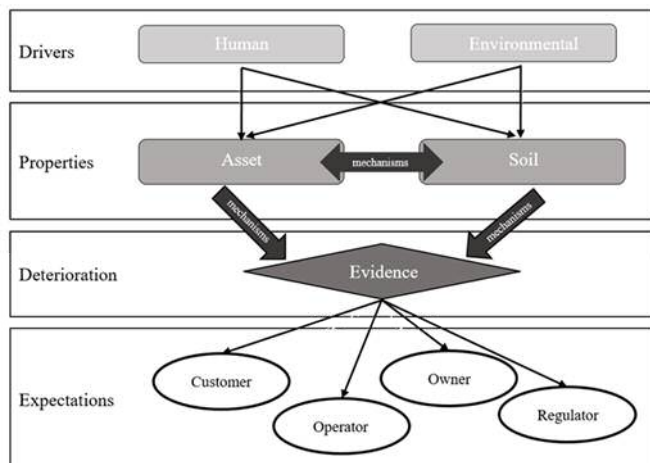 Drivers
Human
Environmental
Properties
Asset
mechanisms
Soil
mechanisms
mechanisms
Deterioration
Evidence
Expectations
Customer
Operator
Owner
Regulator